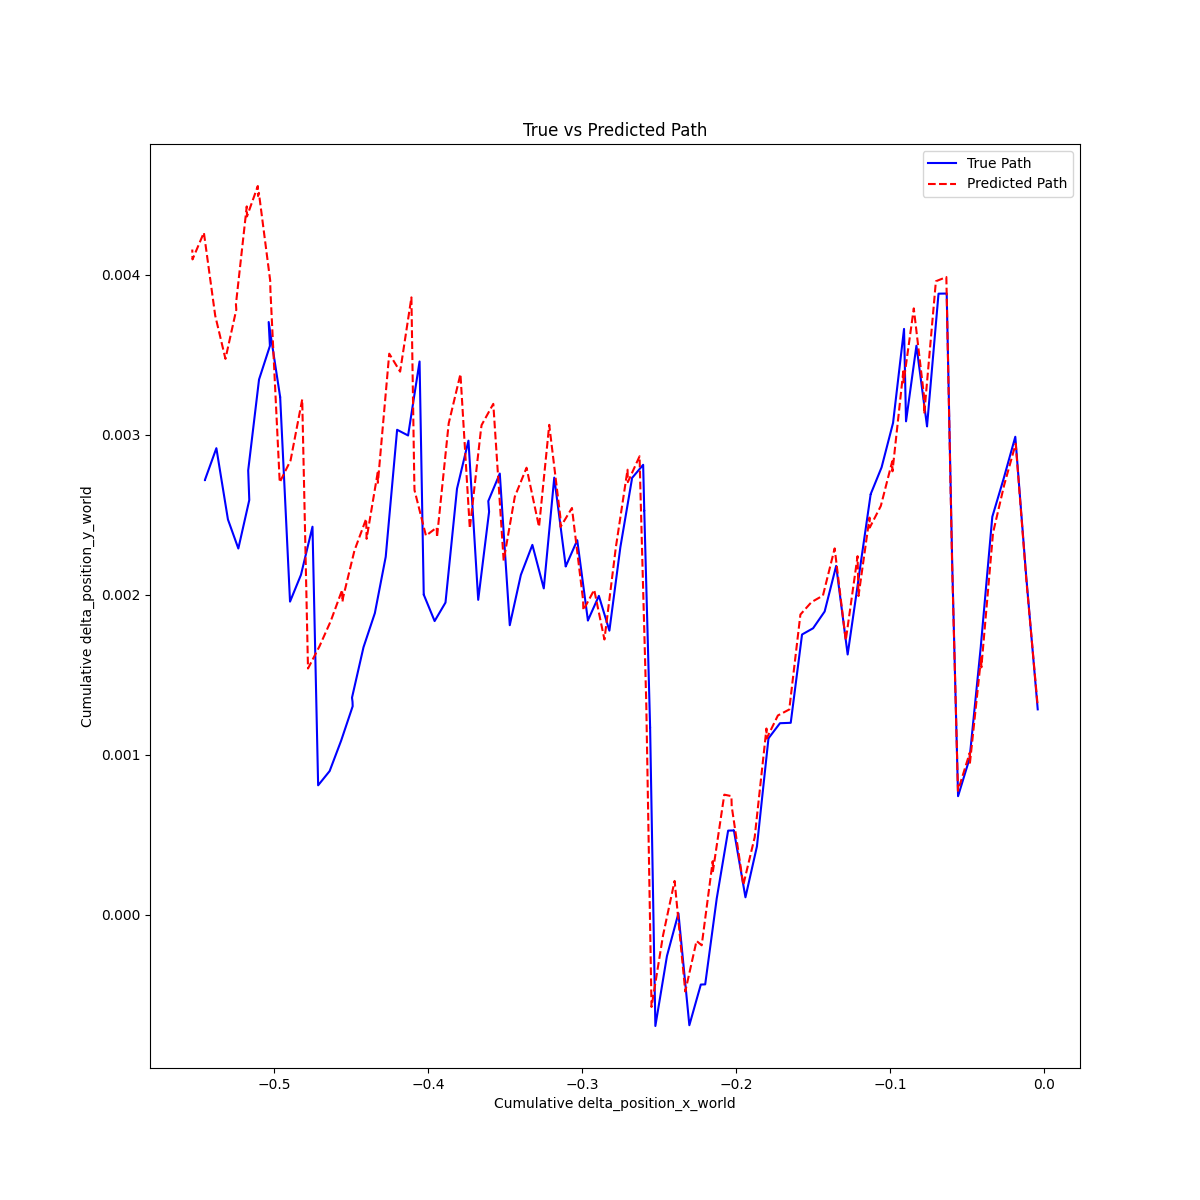 True vs Predicted Path
True Path
Predicted Path
0.004
0.003
0.002
0.001
0.000
Cumulative delta_position_y_world
−0.5
−0.4
−0.3
−0.2
−0.1
0.0
Cumulative delta_position_x_world